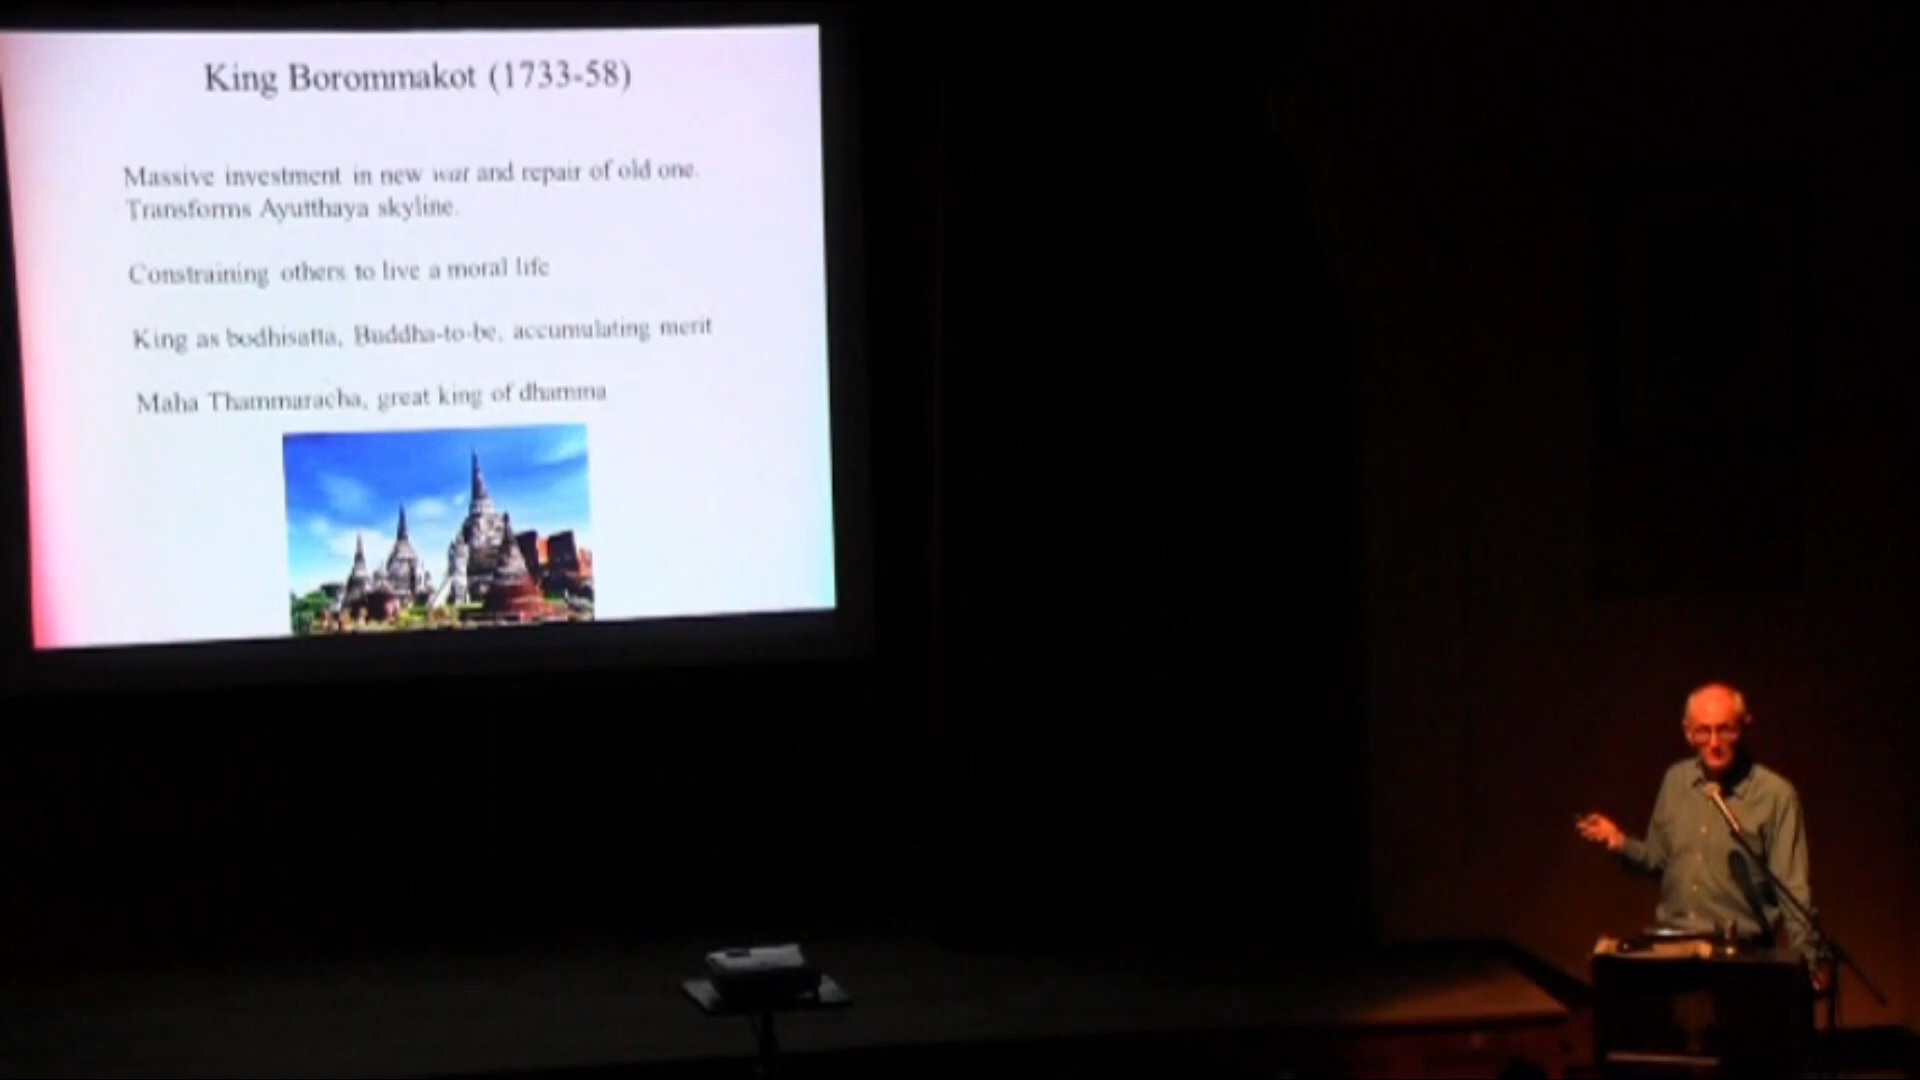 King Borommakot (1733-58)
Massive investment in new wat and repair of old one.
Transforms Ayutthaya skyline.
Constraining others to live a moral life
King as bodhisatta, Buddha-to-be, accumulating merit
Maha Thammaracha, great king of dhamma